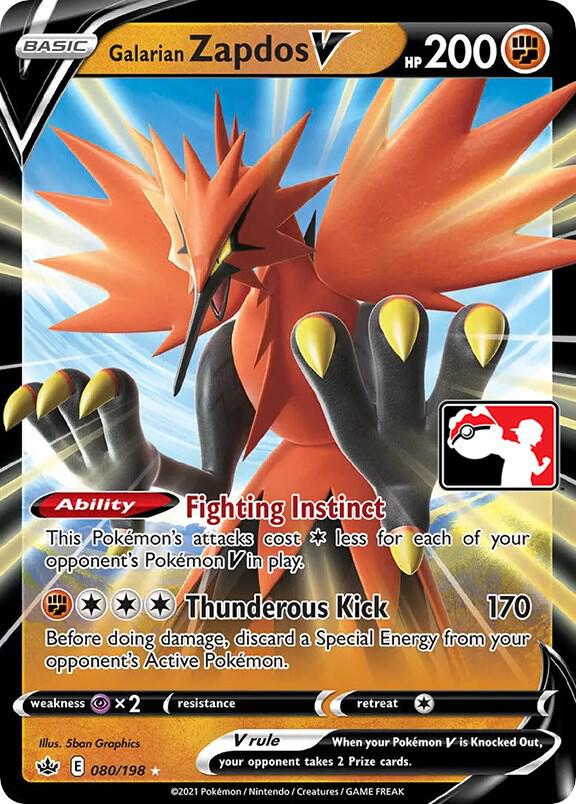 BASIC Galarian Zapdos V HP 200
Ability Fighting Instinct
This Pokémon's attacks cost less for each of your
opponent's Pokémon V in play.
Thunderous Kick 170
Before doing damage, discard a Special Energy from your
opponent's Active Pokémon.
weakness ×2 resistance retreat
Illus. 5ban Graphics
V rule When your Pokémon V is Knocked Out,
your opponent takes 2 Prize cards.
E 080/198 ★
©2021 Pokémon / Nintendo / Creatures / GAME FREAK